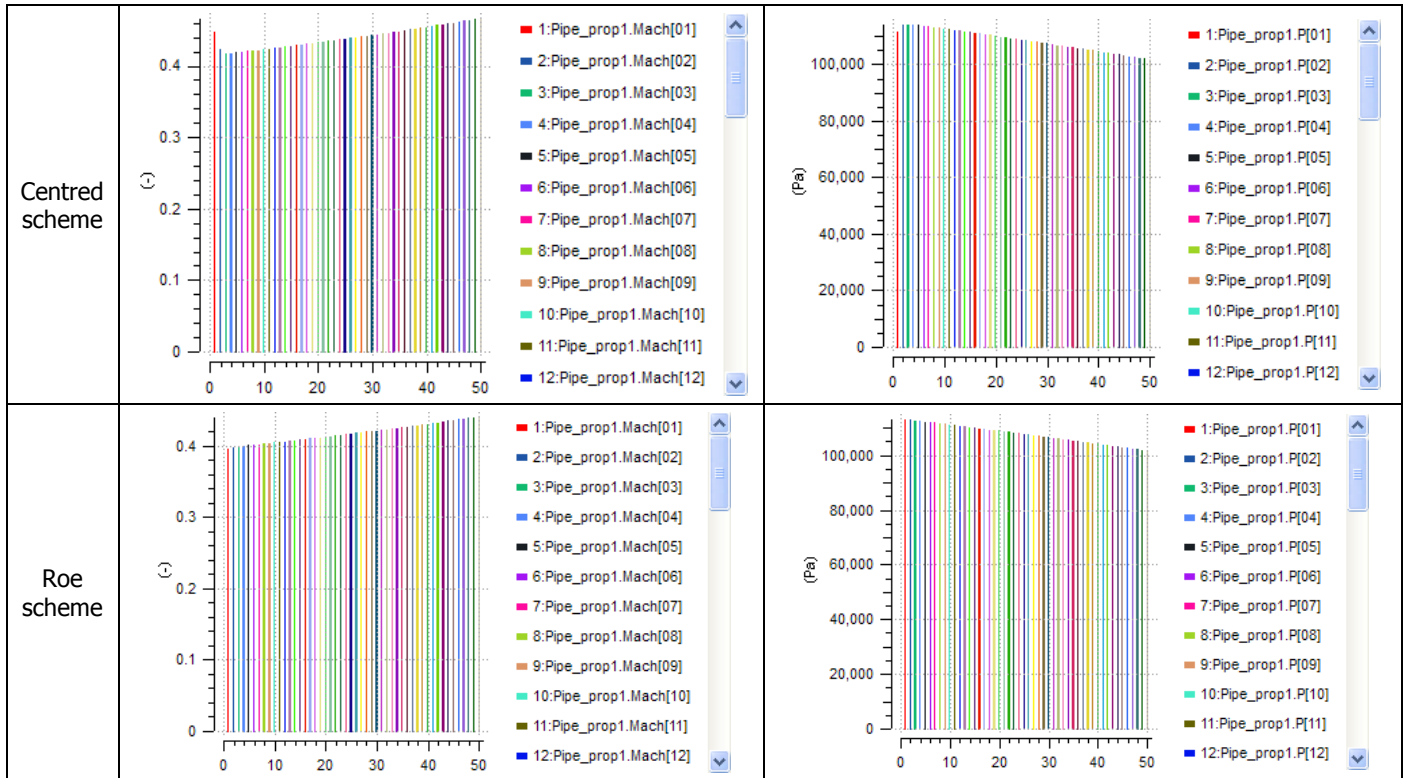 Centred
scheme
0.4
0.3
0.2
0.1
0
(-)
0
10
20
30
40
50
1:Pipe_prop1.Mach[01]
2:Pipe_prop1.Mach[02]
3:Pipe_prop1.Mach[03]
4:Pipe_prop1.Mach[04]
5:Pipe_prop1.Mach[05]
6:Pipe_prop1.Mach[06]
7:Pipe_prop1.Mach[07]
8:Pipe_prop1.Mach[08]
9:Pipe_prop1.Mach[09]
10:Pipe_prop1.Mach[10]
11:Pipe_prop1.Mach[11]
12:Pipe_prop1.Mach[12]
100,000
80,000
60,000
40,000
20,000
0
(Pa)
0
10
20
30
40
50
1:Pipe_prop1.P[01]
2:Pipe_prop1.P[02]
3:Pipe_prop1.P[03]
4:Pipe_prop1.P[04]
5:Pipe_prop1.P[05]
6:Pipe_prop1.P[06]
7:Pipe_prop1.P[07]
8:Pipe_prop1.P[08]
9:Pipe_prop1.P[09]
10:Pipe_prop1.P[10]
11:Pipe_prop1.P[11]
12:Pipe_prop1.P[12]
Roe
scheme
0.4
0.3
0.2
0.1
0
(-)
0
10
20
30
40
50
1:Pipe_prop1.Mach[01]
2:Pipe_prop1.Mach[02]
3:Pipe_prop1.Mach[03]
4:Pipe_prop1.Mach[04]
5:Pipe_prop1.Mach[05]
6:Pipe_prop1.Mach[06]
7:Pipe_prop1.Mach[07]
8:Pipe_prop1.Mach[08]
9:Pipe_prop1.Mach[09]
10:Pipe_prop1.Mach[10]
11:Pipe_prop1.Mach[11]
12:Pipe_prop1.Mach[12]
100,000
80,000
60,000
40,000
20,000
0
(Pa)
0
10
20
30
40
50
1:Pipe_prop1.P[01]
2:Pipe_prop1.P[02]
3:Pipe_prop1.P[03]
4:Pipe_prop1.P[04]
5:Pipe_prop1.P[05]
6:Pipe_prop1.P[06]
7:Pipe_prop1.P[07]
8:Pipe_prop1.P[08]
9:Pipe_prop1.P[09]
10:Pipe_prop1.P[10]
11:Pipe_prop1.P[11]
12:Pipe_prop1.P[12]